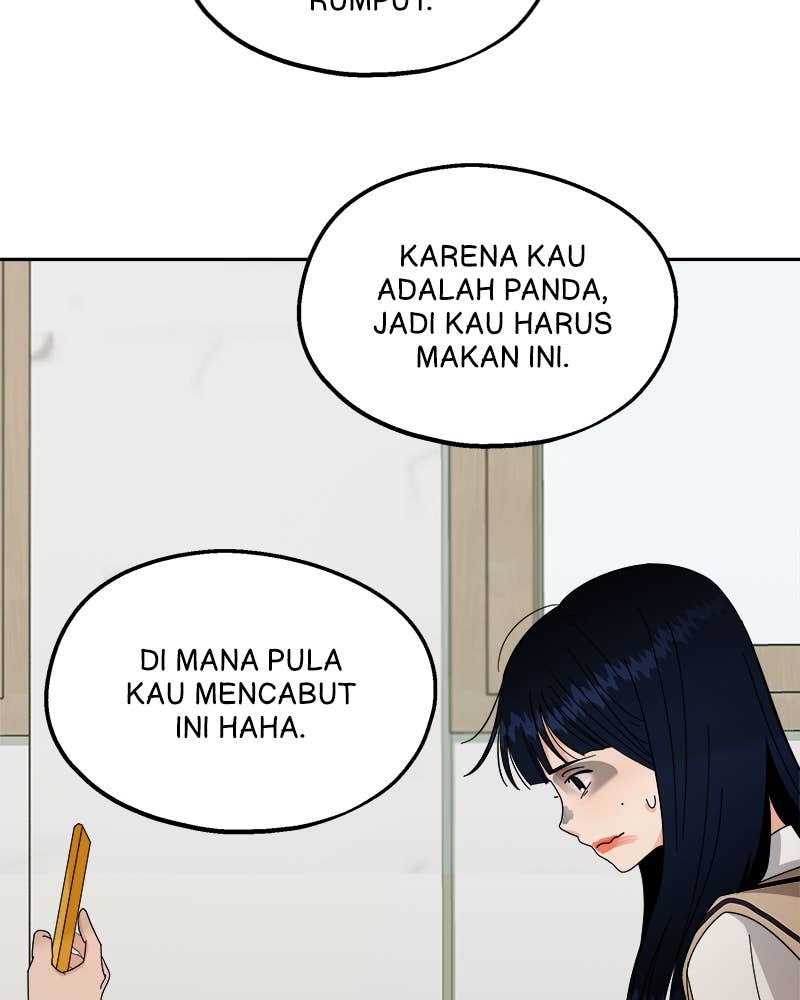 RUMPUT.
KARENA KAU
ADALAH PANDA,
JADI KAU HARUS
MAKAN INI.
DI MANA PULA
KAU MENCABUT
INI HAHA.